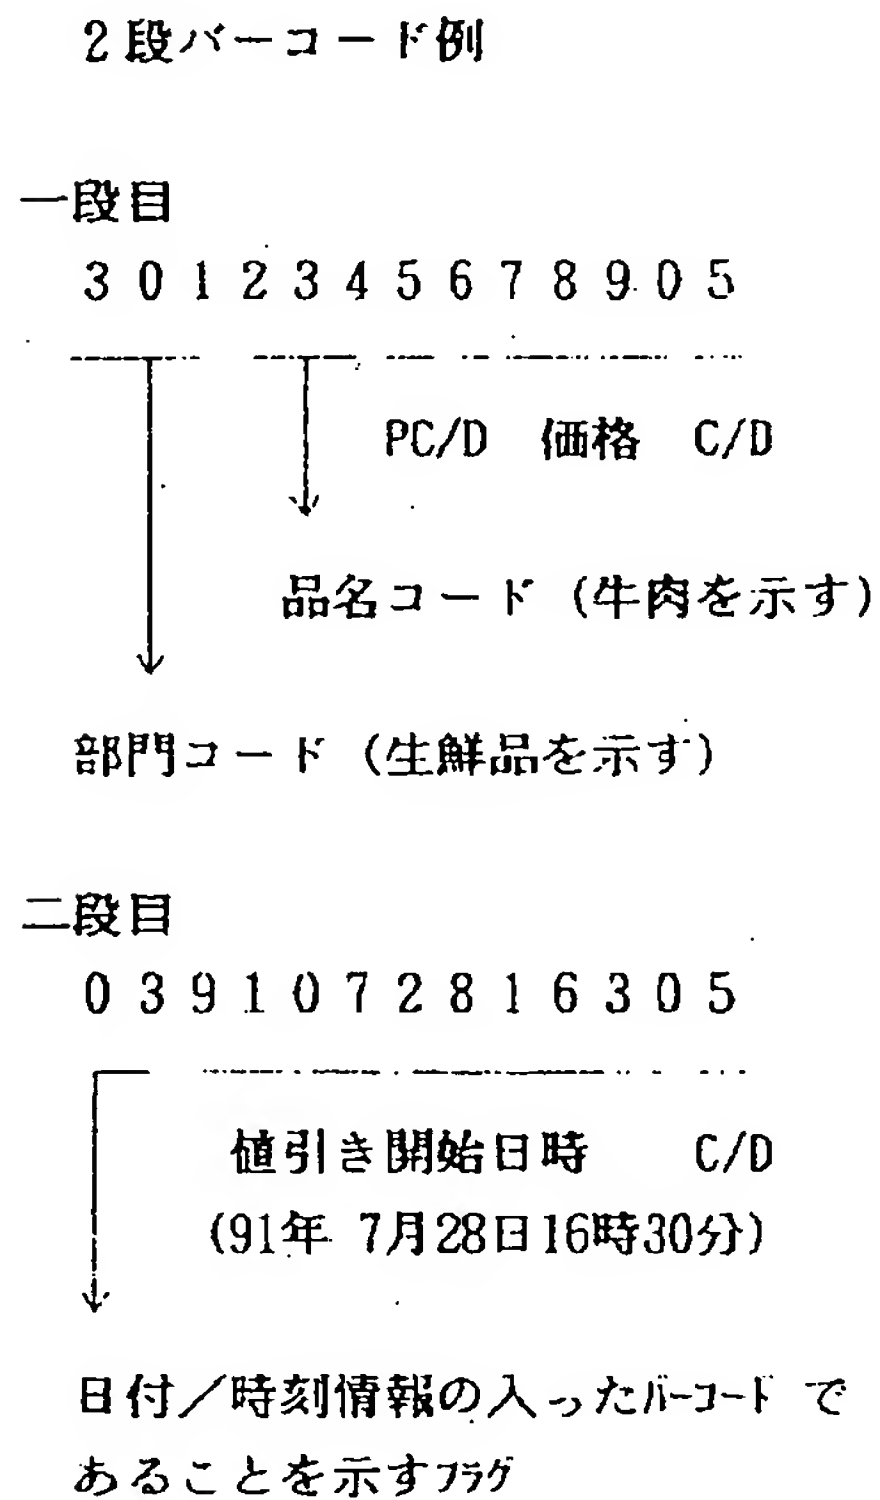 2段バーコード例
一段目
3 0 1 2 3 4 5 6 7 8 9 0 5
PC/D 価格 C/D
品名コード (牛肉を示す)
部門コード (生鮮品を示す)
二段目
0 3 9 1 0 7 2 8 1 6 3 0 5
値引き開始日時 C/D
(91年 7月28日16時30分)
日付/時刻情報の入ったバーコード で
あることを示すフラグ